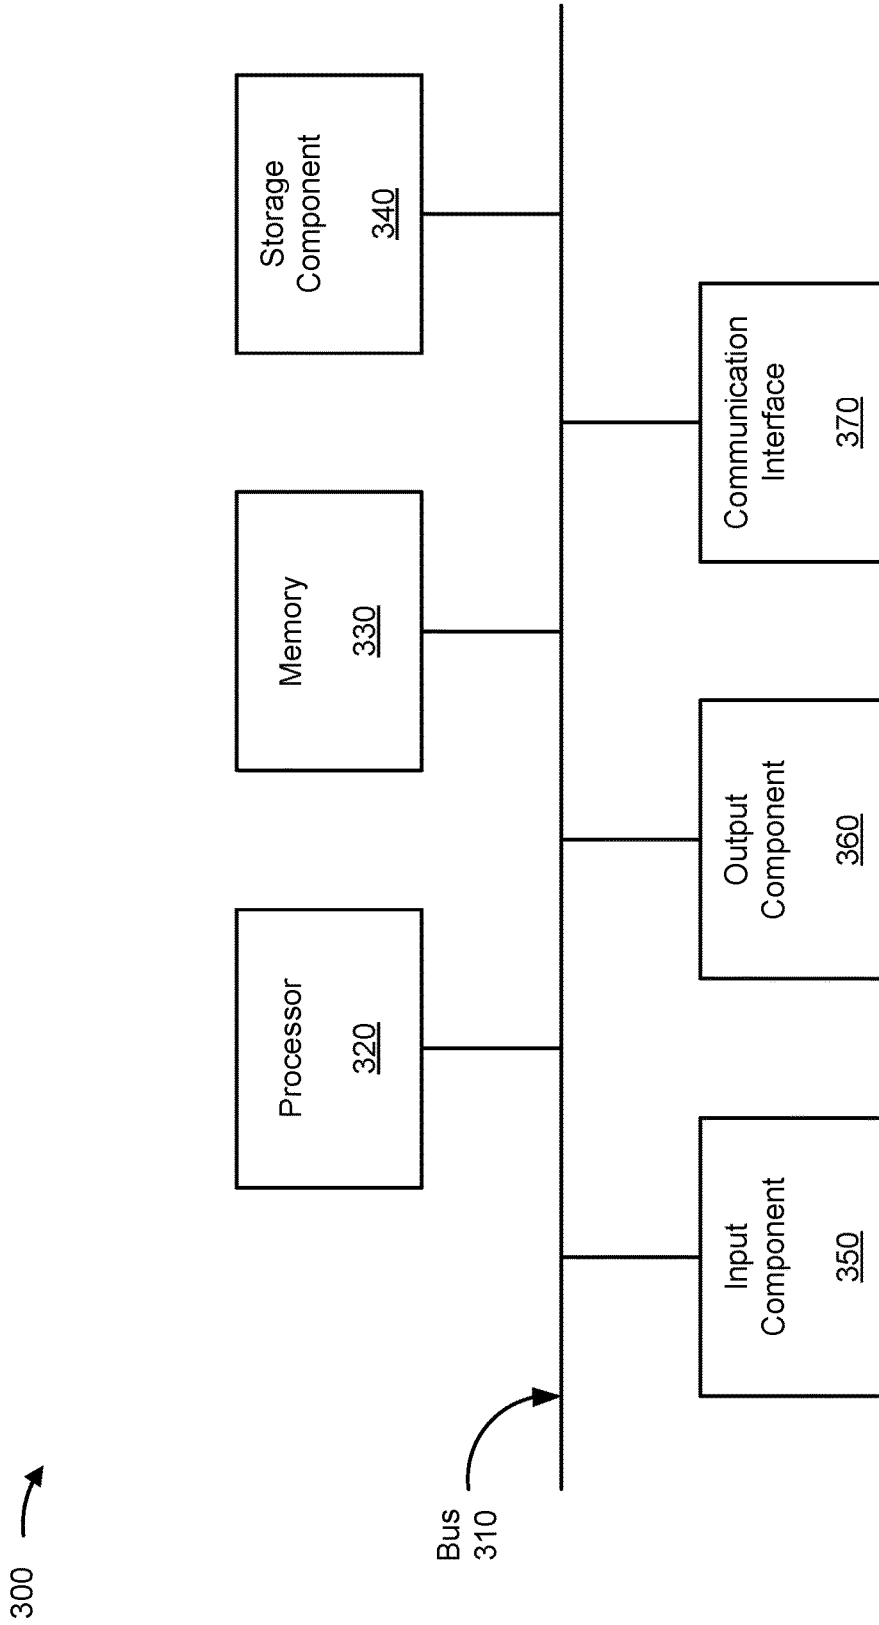 300
Processor
320
Memory
330
Storage
Component
340
Bus
310
Input
Component
350
Output
Component
360
Communication
Interface
370